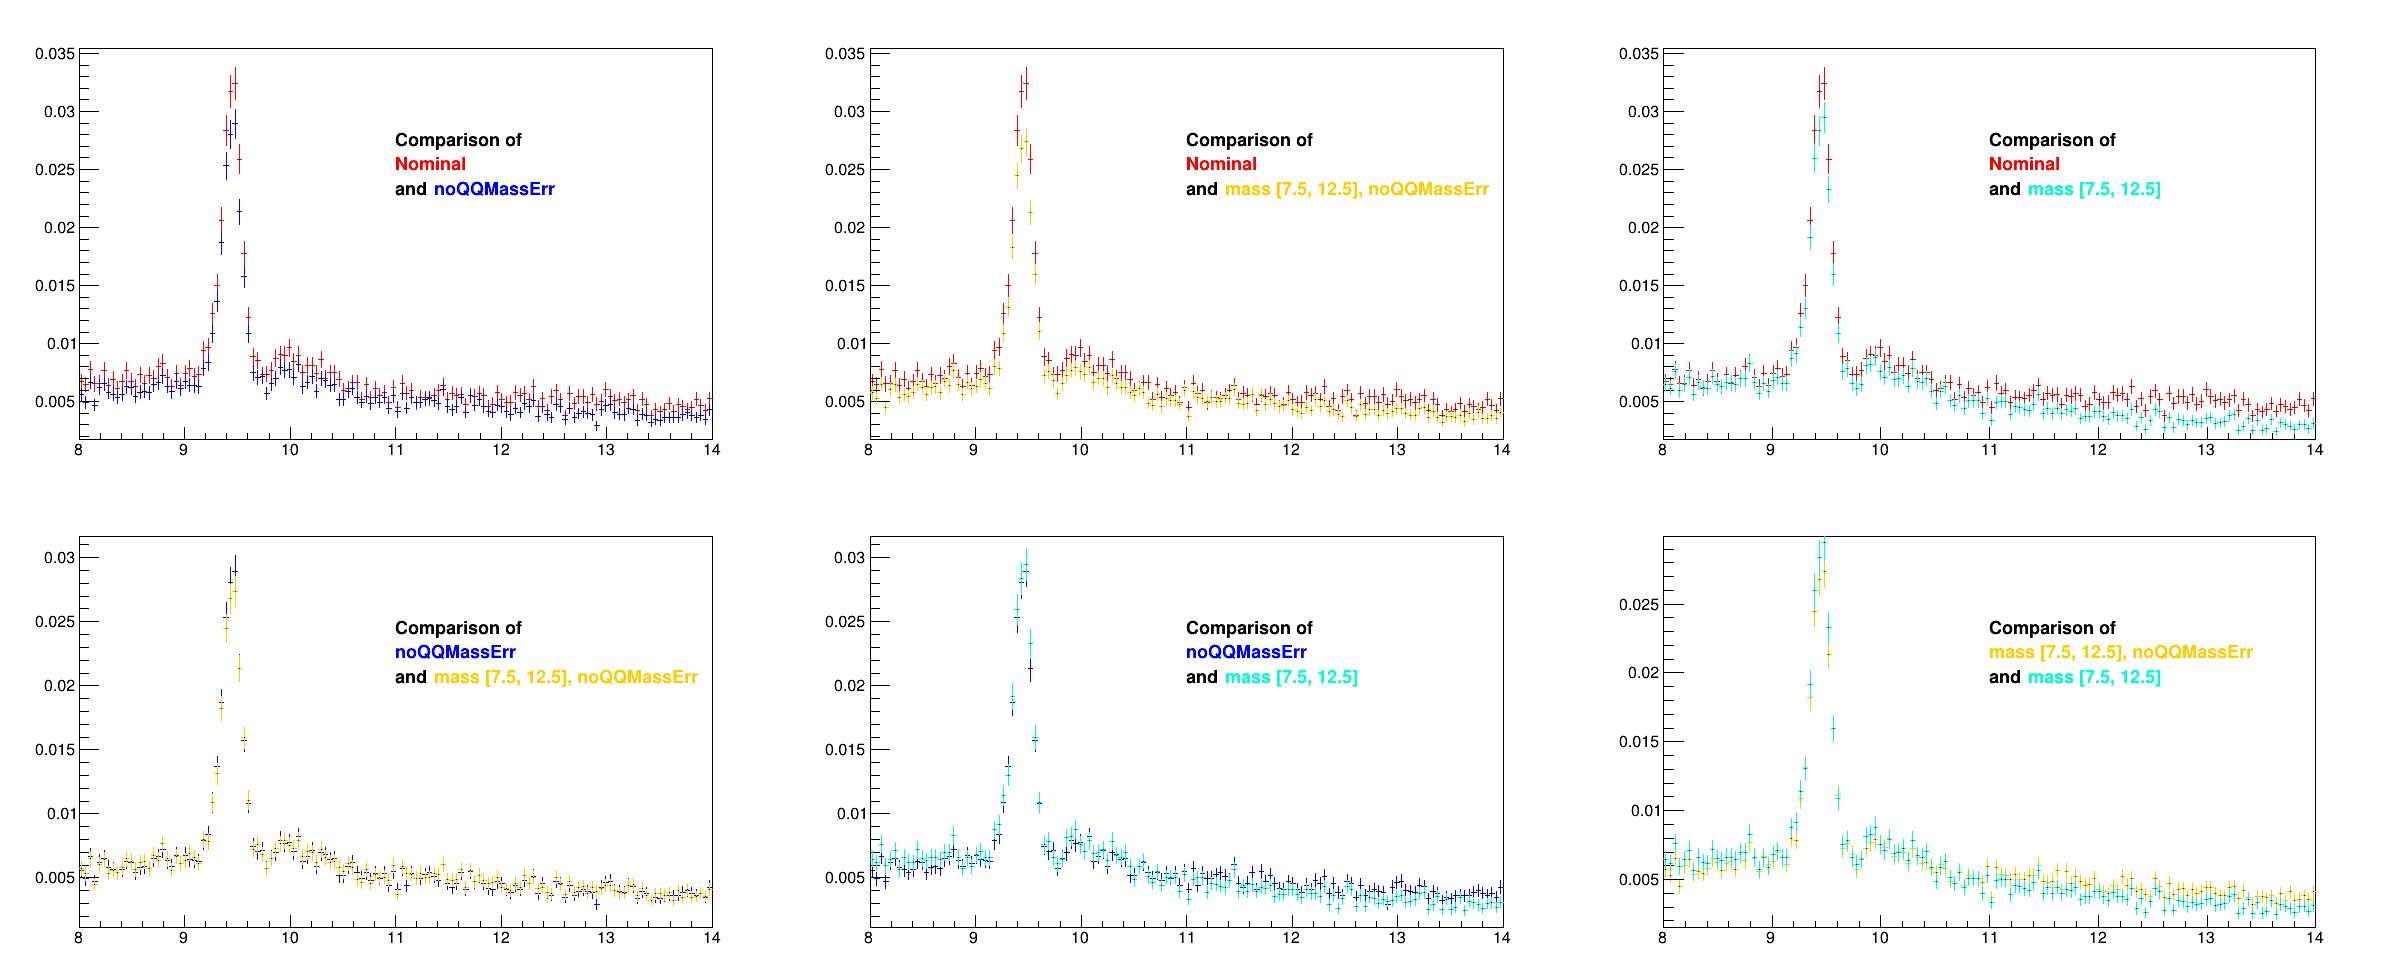 0.035
0.03
0.025
0.02
0.015
0.01
0.005
8 9 10 11 12 13 14
Comparison of
Nominal
and noQQMassErr
0.035
0.03
0.025
0.02
0.015
0.01
0.005
8 9 10 11 12 13 14
Comparison of
Nominal
and mass [7.5, 12.5], noQQMassErr
0.035
0.03
0.025
0.02
0.015
0.01
0.005
8 9 10 11 12 13 14
Comparison of
Nominal
and mass [7.5, 12.5]
0.03
0.025
0.02
0.015
0.01
0.005
8 9 10 11 12 13 14
Comparison of
noQQMassErr
and mass [7.5, 12.5], noQQMassErr
0.03
0.025
0.02
0.015
0.01
0.005
8 9 10 11 12 13 14
Comparison of
noQQMassErr
and mass [7.5, 12.5]
0.025
0.02
0.015
0.01
0.005
8 9 10 11 12 13 14
Comparison of
mass [7.5, 12.5], noQQMassErr
and mass [7.5, 12.5]